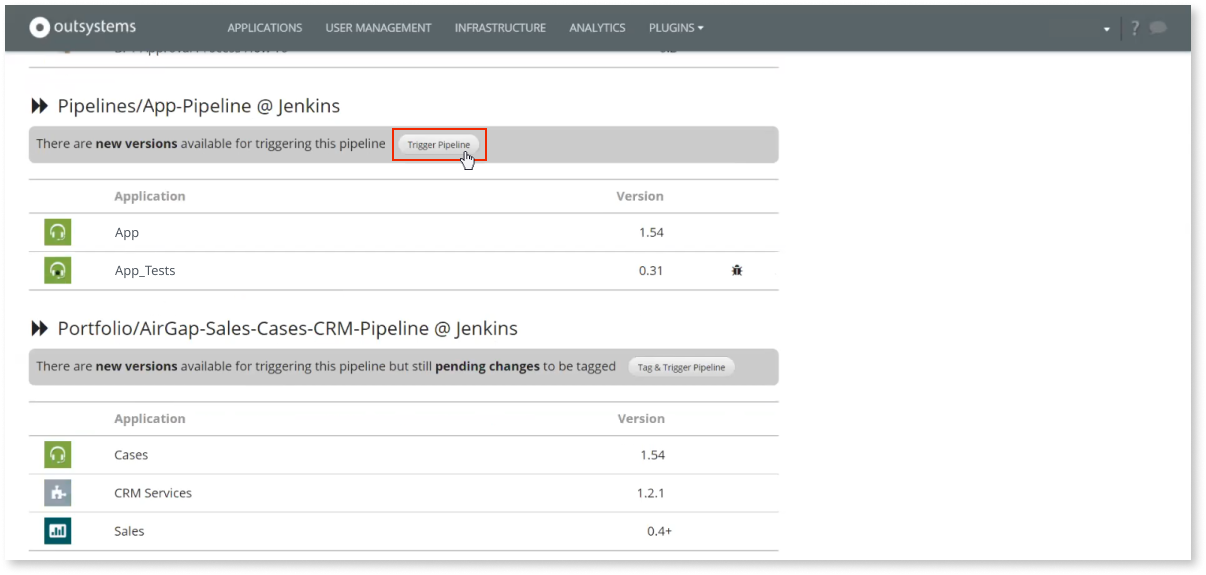 outsystems
APPLICATIONS USER MANAGEMENT INFRASTRUCTURE ANALYTICS PLUGINS ?
Pipelines/App-Pipeline @ Jenkins
There are new versions available for triggering this pipeline Trigger Pipeline
Application Version
App 1.54
App_Tests 0.31
Portfolio/AirGap-Sales-Cases-CRM-Pipeline @ Jenkins
There are new versions available for triggering this pipeline but still pending changes to be tagged Tag & Trigger Pipeline
Application Version
Cases 1.54
CRM Services 1.2.1
Sales 0.4+